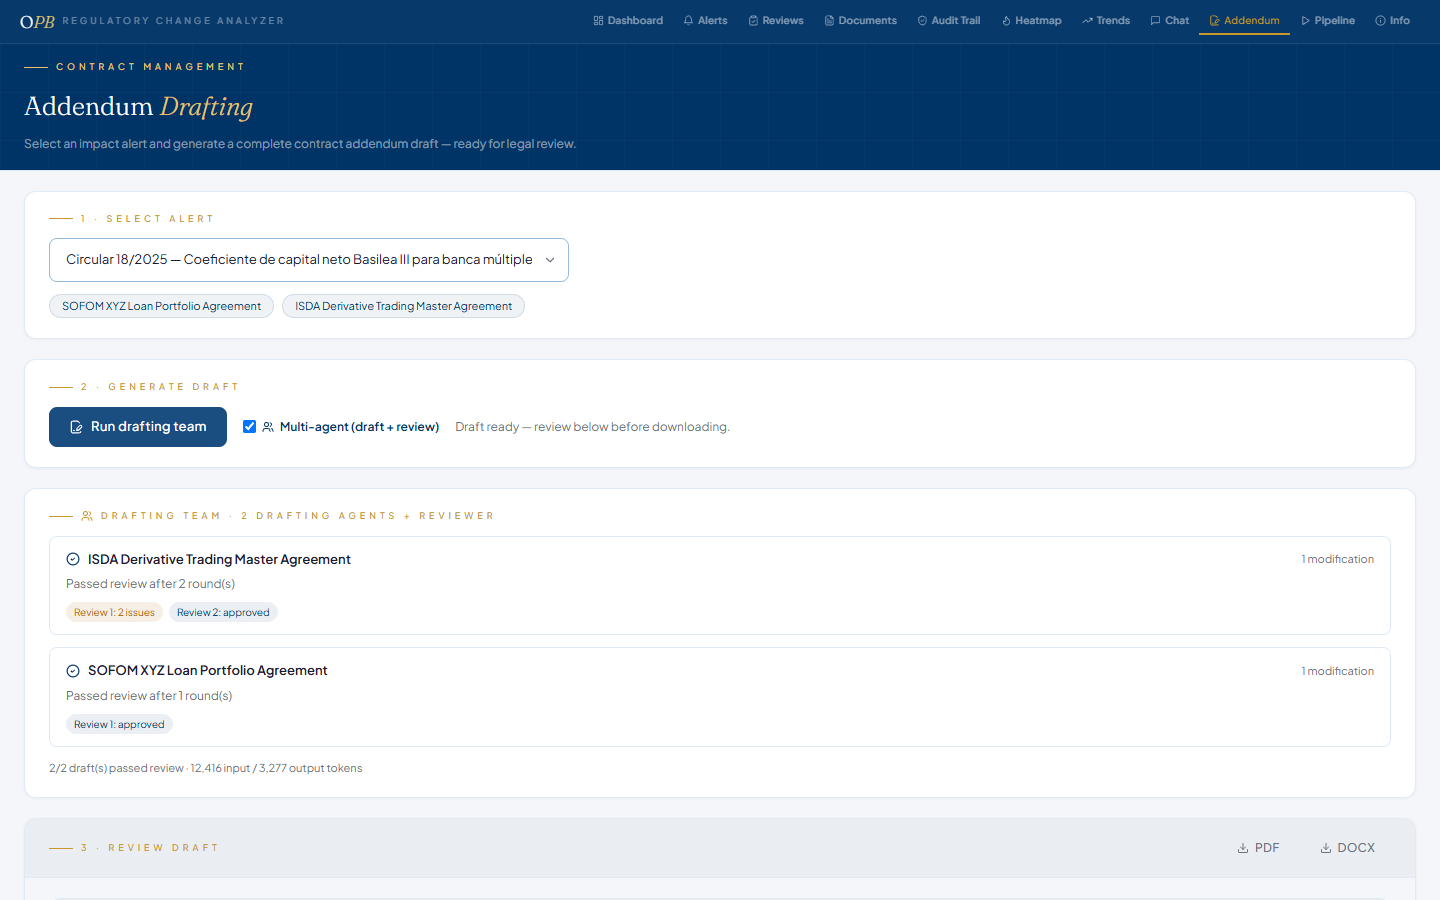 OPB REGULATORY CHANGE ANALYZER
Dashboard Alerts Reviews Documents Audit Trail Heatmap Trends Chat Addendum Pipeline Info
CONTRACT MANAGEMENT
Addendum Drafting
Select an impact alert and generate a complete contract addendum draft — ready for legal review.
1 · SELECT ALERT
Circular 18/2025 — Coeficiente de capital neto Basilea III para banca múltiple
SOFOM XYZ Loan Portfolio Agreement ISDA Derivative Trading Master Agreement
2 · GENERATE DRAFT
Run drafting team Multi-agent (draft + review) Draft ready — review below before downloading.
DRAFTING TEAM · 2 DRAFTING AGENTS + REVIEWER
ISDA Derivative Trading Master Agreement 1 modification
Passed review after 2 round(s)
Review 1: 2 issues Review 2: approved
SOFOM XYZ Loan Portfolio Agreement 1 modification
Passed review after 1 round(s)
Review 1: approved
2/2 draft(s) passed review · 12,416 input / 3,277 output tokens
3 · REVIEW DRAFT PDF DOCX